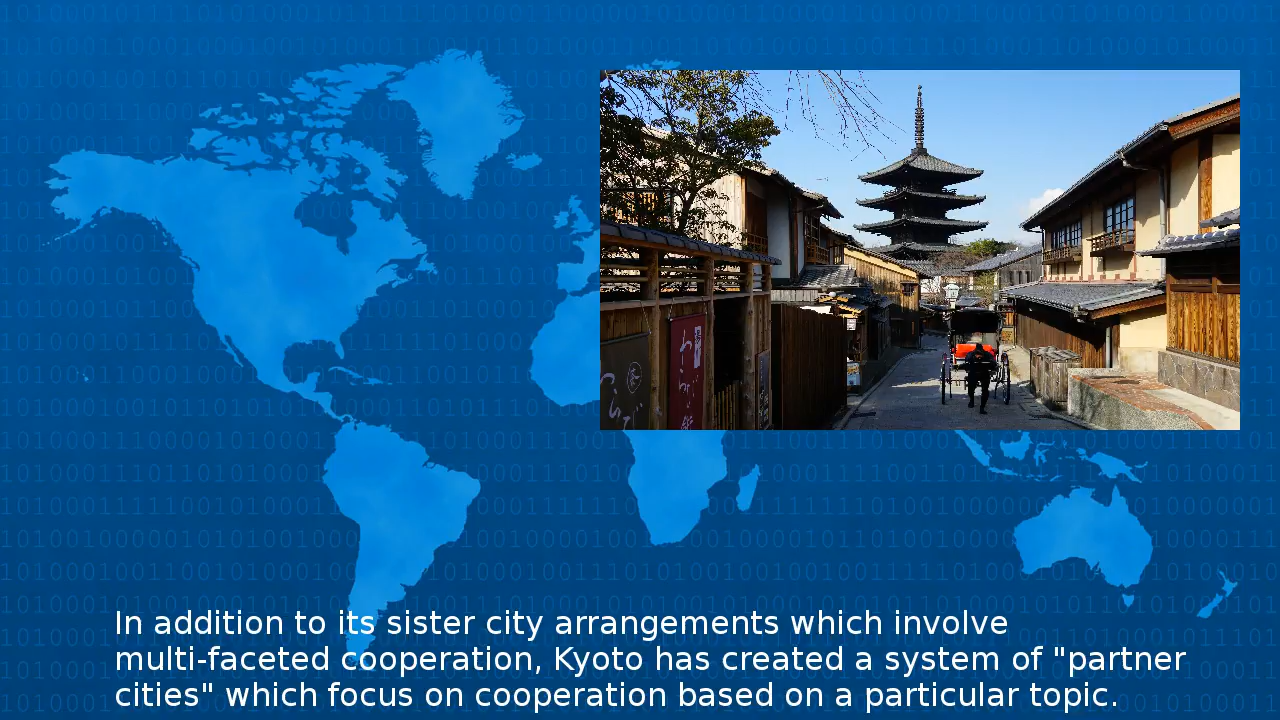 In addition to its sister city arrangements which involve
multi-faceted cooperation, Kyoto has created a system of "partner
cities" which focus on cooperation based on a particular topic.